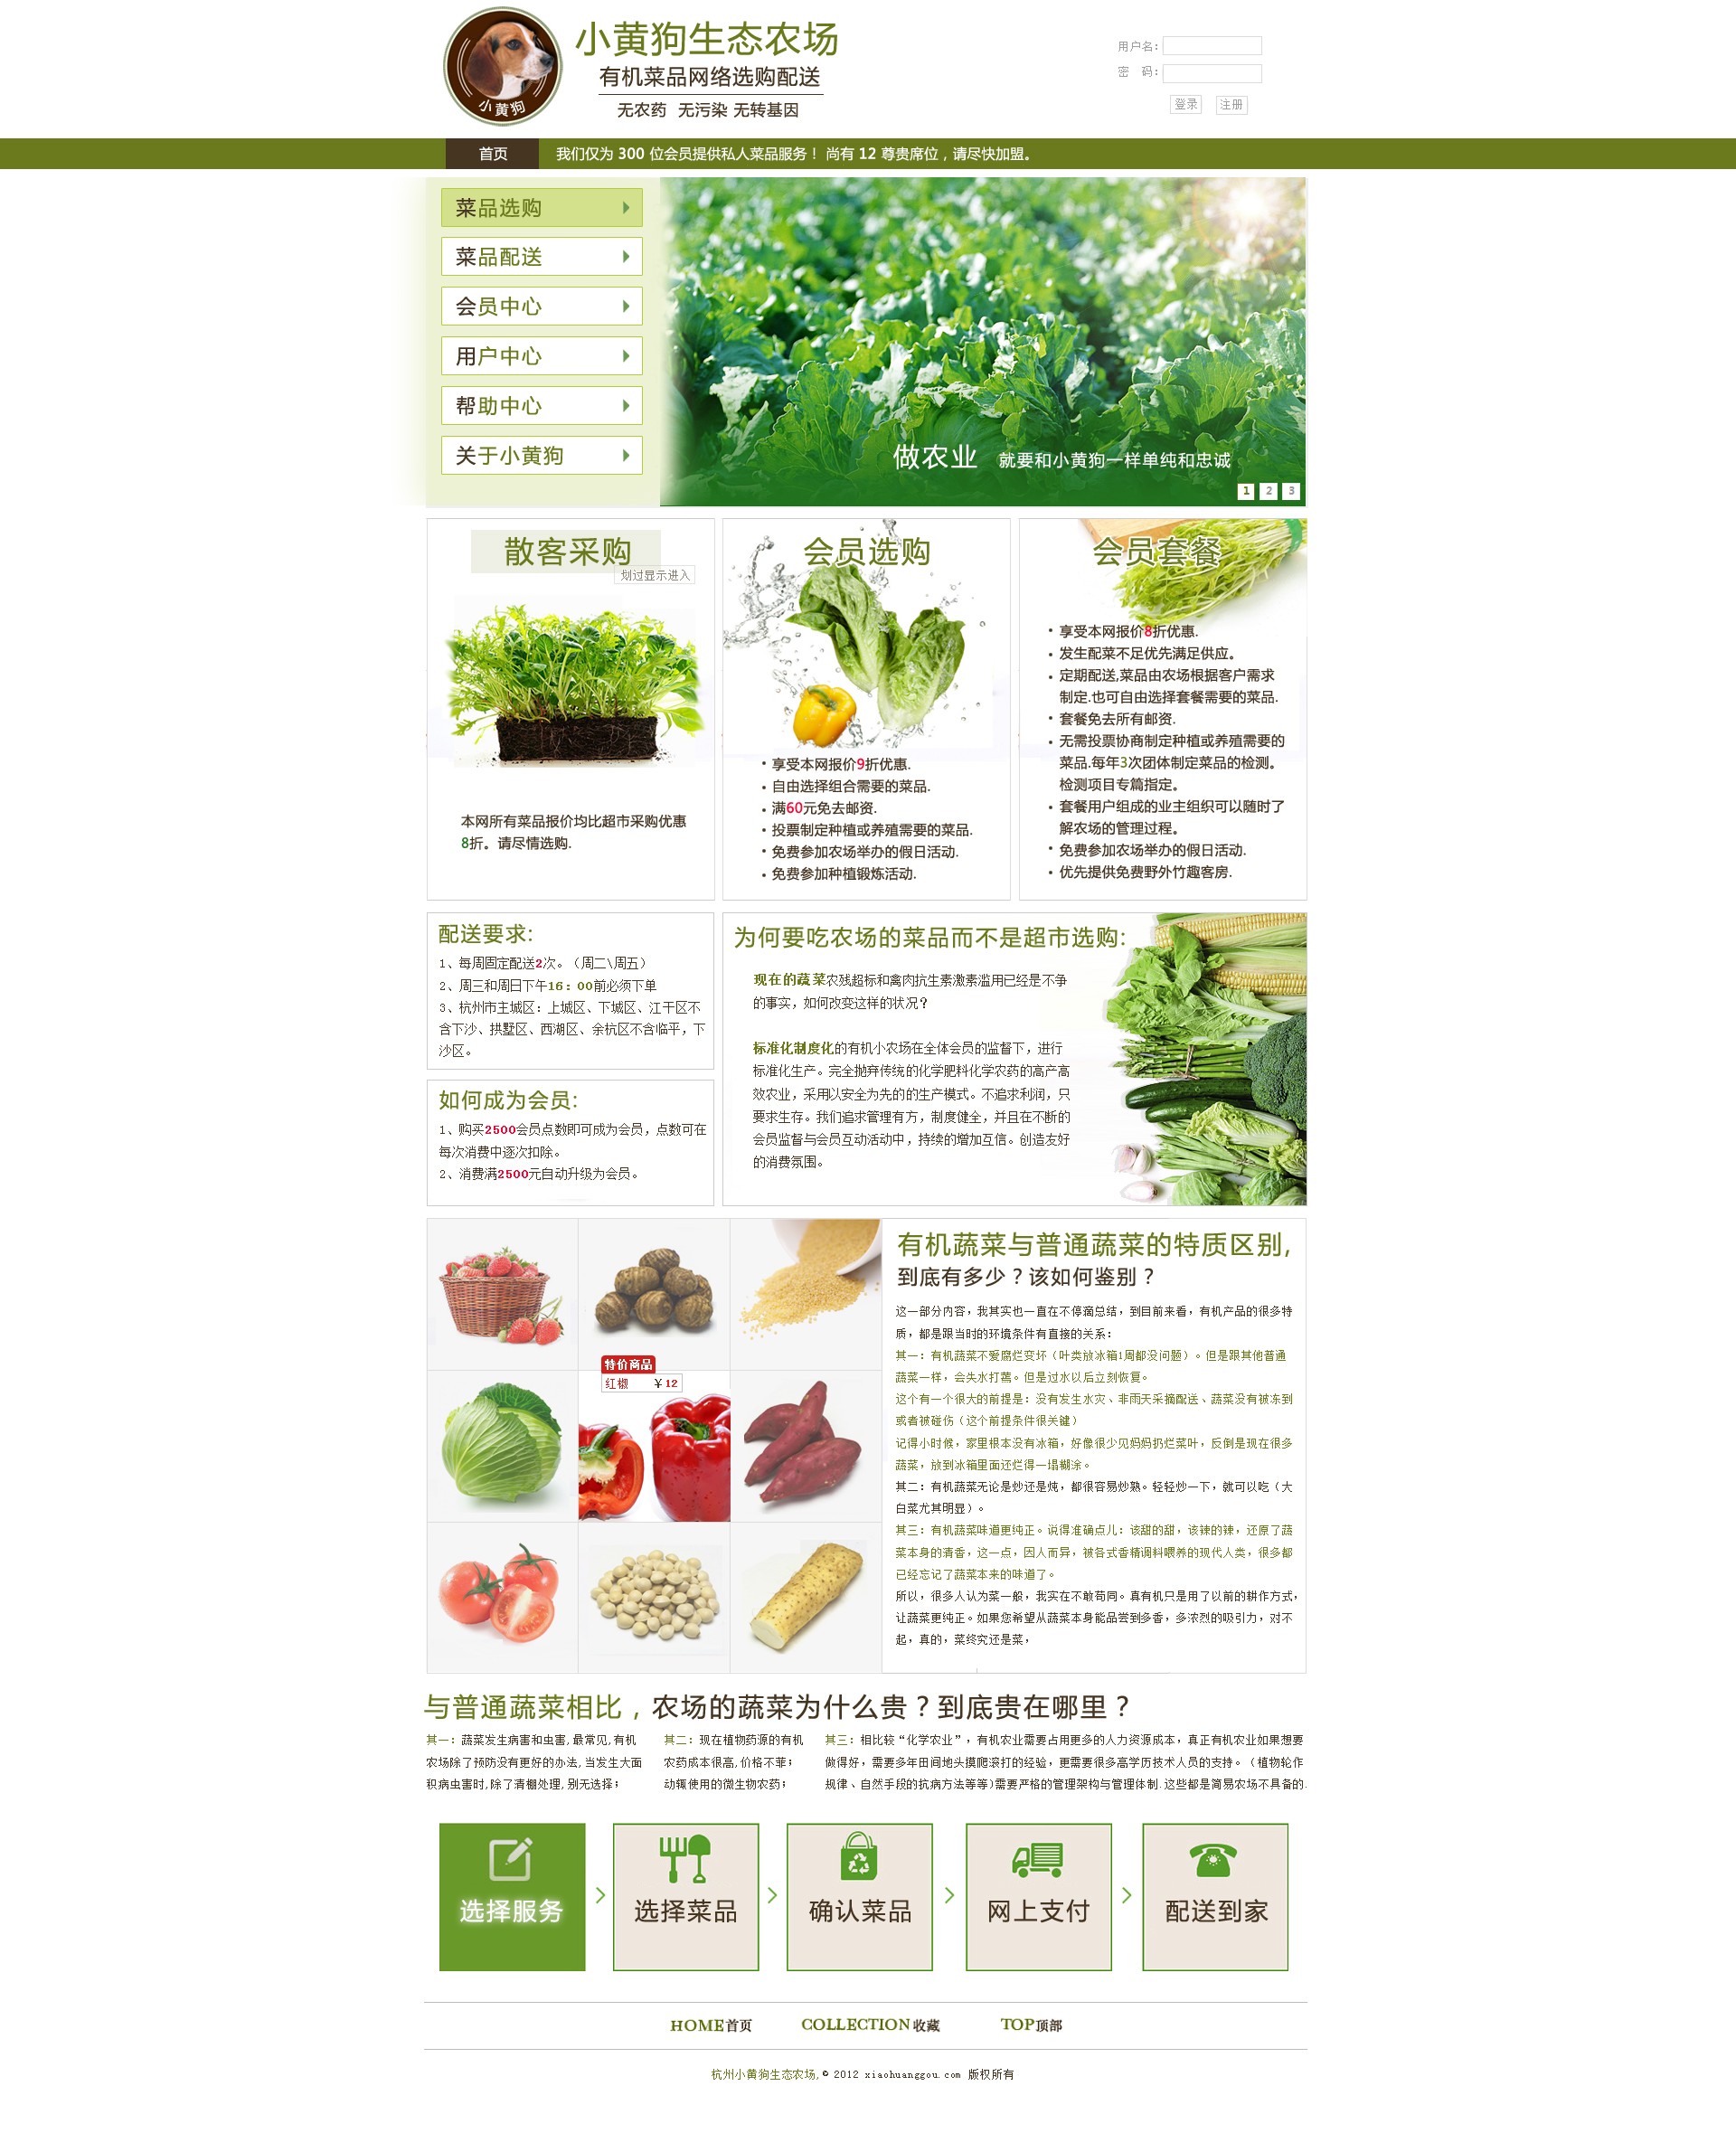 小黄狗
小黄狗生态农场
有机菜品网络选购配送
无农药 无污染 无转基因
用户名:
密 码:
登录 注册
首页 我们仅为 300 位会员提供私人菜品服务！ 尚有 12 尊贵席位，请尽快加盟。
菜品选购
菜品配送
会员中心
用户中心
帮助中心
关于小黄狗
做农业 就要和小黄狗一样单纯和忠诚
1 2 3
散客采购
划过显示进入
本网所有菜品报价均比超市采购优惠
8折。请尽情选购.
会员选购
· 享受本网报价9折优惠.
· 自由选择组合需要的菜品.
· 满60元免去邮资.
· 投票制定种植或养殖需要的菜品.
· 免费参加农场举办的假日活动.
· 免费参加种植锻炼活动.
会员套餐
· 享受本网报价8折优惠.
· 发生配菜不足优先满足供应。
· 定期配送,菜品由农场根据客户需求
制定.也可自由选择套餐需要的菜品.
· 套餐免去所有邮资.
· 无需投票协商制定种植或养殖需要的
菜品.每年3次团体制定菜品的检测。
检测项目专篇指定。
· 套餐用户组成的业主组织可以随时了
解农场的管理过程。
· 免费参加农场举办的假日活动.
· 优先提供免费野外竹趣客房.
配送要求:
1、每周固定配送2次。（周二\周五）
2、周三和周日下午16：00前必须下单
3、杭州市主城区：上城区、下城区、江干区不
含下沙、拱墅区、西湖区、余杭区不含临平，下
沙区。
如何成为会员:
1、购买2500会员点数即可成为会员，点数可在
每次消费中逐次扣除。
2、消费满2500元自动升级为会员。
为何要吃农场的菜品而不是超市选购:
现在的蔬菜农残超标和禽肉抗生素激素滥用已经是不争
的事实，如何改变这样的状况？
标准化制度化的有机小农场在全体会员的监督下，进行
标准化生产。完全抛弃传统的化学肥料化学农药的高产高
效农业，采用以安全为先的的生产模式。不追求利润，只
要求生存。我们追求管理有方，制度健全，并且在不断的
会员监督与会员互动活动中，持续的增加互信。创造友好
的消费氛围。
特价商品
红椒 ￥12
有机蔬菜与普通蔬菜的特质区别,
到底有多少？该如何鉴别？
这一部分内容，我其实也一直在不停滴总结，到目前来看，有机产品的很多特
质，都是跟当时的环境条件有直接的关系：
其一：有机蔬菜不爱腐烂变坏（叶类放冰箱1周都没问题）。但是跟其他普通
蔬菜一样，会失水打蔫。但是过水以后立刻恢复。
这个有一个很大的前提是：没有发生水灾、非雨天采摘配送、蔬菜没有被冻到
或者被碰伤（这个前提条件很关键）
记得小时候，家里根本没有冰箱，好像很少见妈妈扔烂菜叶，反倒是现在很多
蔬菜，放到冰箱里面还烂得一塌糊涂。
其二：有机蔬菜无论是炒还是炖，都很容易炒熟。轻轻炒一下，就可以吃（大
白菜尤其明显）。
其三：有机蔬菜味道更纯正。说得准确点儿：该甜的甜，该辣的辣，还原了蔬
菜本身的清香，这一点，因人而异，被各式香精调料喂养的现代人类，很多都
已经忘记了蔬菜本来的味道了。
所以，很多人认为菜一般，我实在不敢苟同。真有机只是用了以前的耕作方式，
让蔬菜更纯正。如果您希望从蔬菜本身能品尝到多香，多浓烈的吸引力，对不
起，真的，菜终究还是菜，
与普通蔬菜相比，农场的蔬菜为什么贵？到底贵在哪里？
其一：蔬菜发生病害和虫害,最常见,有机
农场除了预防没有更好的办法,当发生大面
积病虫害时,除了清棚处理,别无选择；
其二：现在植物药源的有机
农药成本很高,价格不菲；
动辄使用的微生物农药；
其三：相比较“化学农业”，有机农业需要占用更多的人力资源成本，真正有机农业如果想要
做得好，需要多年田间地头摸爬滚打的经验，更需要很多高学历技术人员的支持。（植物轮作
规律、自然手段的抗病方法等等)需要严格的管理架构与管理体制.这些都是简易农场不具备的.
选择服务
选择菜品
确认菜品
网上支付
配送到家
HOME首页 COLLECTION收藏 TOP顶部
杭州小黄狗生态农场,© 2012 xiaohuanggou.com 版权所有